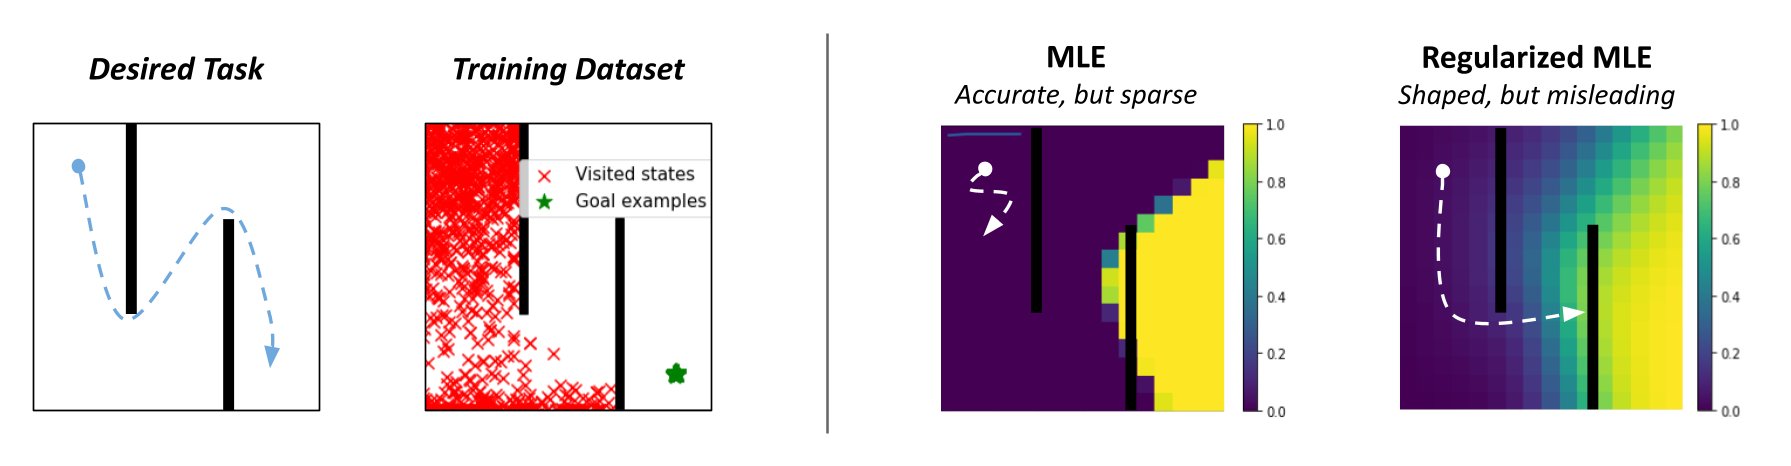 Desired Task
Training Dataset
Visited states
Goal examples
MLE
Accurate, but sparse
1.0
0.8
0.6
0.4
0.2
0.0
Regularized MLE
Shaped, but misleading
1.0
0.8
0.6
0.4
0.2
0.0